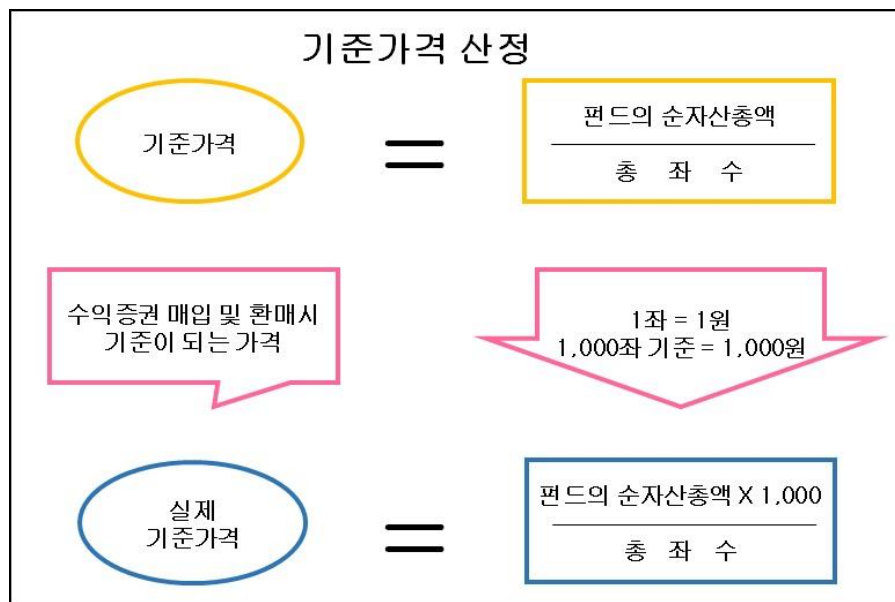 기준가격 산정
기준가격
=
펀드의 순자산총액
총 좌 수
수익증권 매입 및 환매시
기준이 되는 가격
1좌 = 1원
1,000좌 기준 = 1,000원
실제
기준가격
=
펀드의 순자산총액 X 1,000
총 좌 수